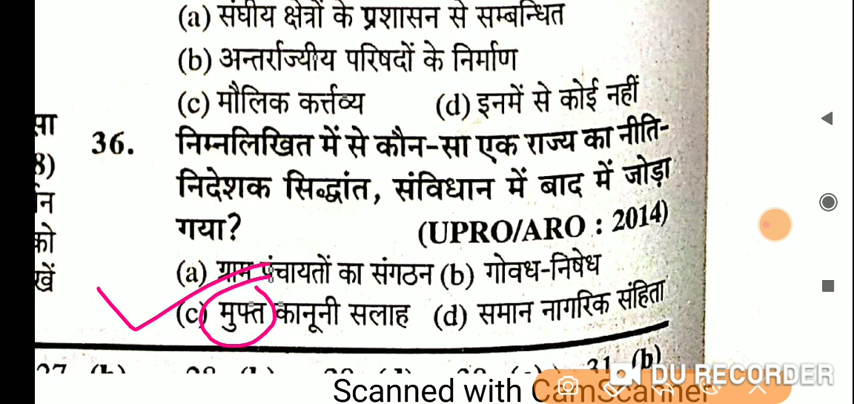 (a) संघीय क्षेत्रों के प्रशासन से सम्बन्धित
(b) अन्तर्राज्यीय परिषदों के निर्माण
(c) मौलिक कर्त्तव्य (d) इनमें से कोई नहीं
36. निम्नलिखित में से कौन-सा एक राज्य का नीति-
निदेशक सिद्धांत, संविधान में बाद में जोड़ा
गया? (UPRO/ARO : 2014)
(a) ग्राम पंचायतों का संगठन (b) गोवध-निषेध
(c) मुफ्त कानूनी सलाह (d) समान नागरिक संहिता
31 (b)
Scanned with CamScanner
DU RECORDER